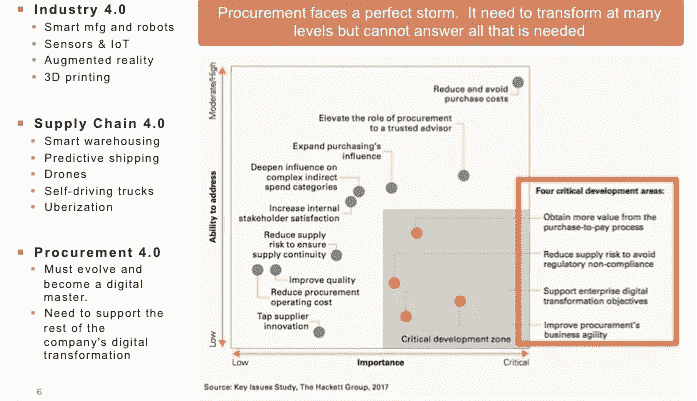 Industry 4.0
Smart mfg and robots
Sensors & IoT
Augmented reality
3D printing
Supply Chain 4.0
Smart warehousing
Predictive shipping
Drones
Self-driving trucks
Uberization
Procurement 4.0
Must evolve and
become a digital
master.
Need to support the
rest of the
company's digital
transformation
6
Procurement faces a perfect storm. It need to transform at many
levels but cannot answer all that is needed
Moderate/High
Ability to address
Low
Reduce and avoid
purchase costs
Elevate the role of procurement
to a trusted advisor
Expand purchasing's
influence
Deepen influence on
complex indirect
spend categories
Increase internal
stakeholder satisfaction
Reduce supply
risk to ensure
supply continuity
Improve quality
Reduce procurement
operating cost
Tap supplier
innovation
Critical development zone
Low
Importance
Critical
Four critical development areas:
Obtain more value from the
purchase-to-pay process
Reduce supply risk to avoid
regulatory non-compliance
Support enterprise digital
transformation objectives
Improve procurement's
business agility
Source: Key Issues Study, The Hackett Group, 2017